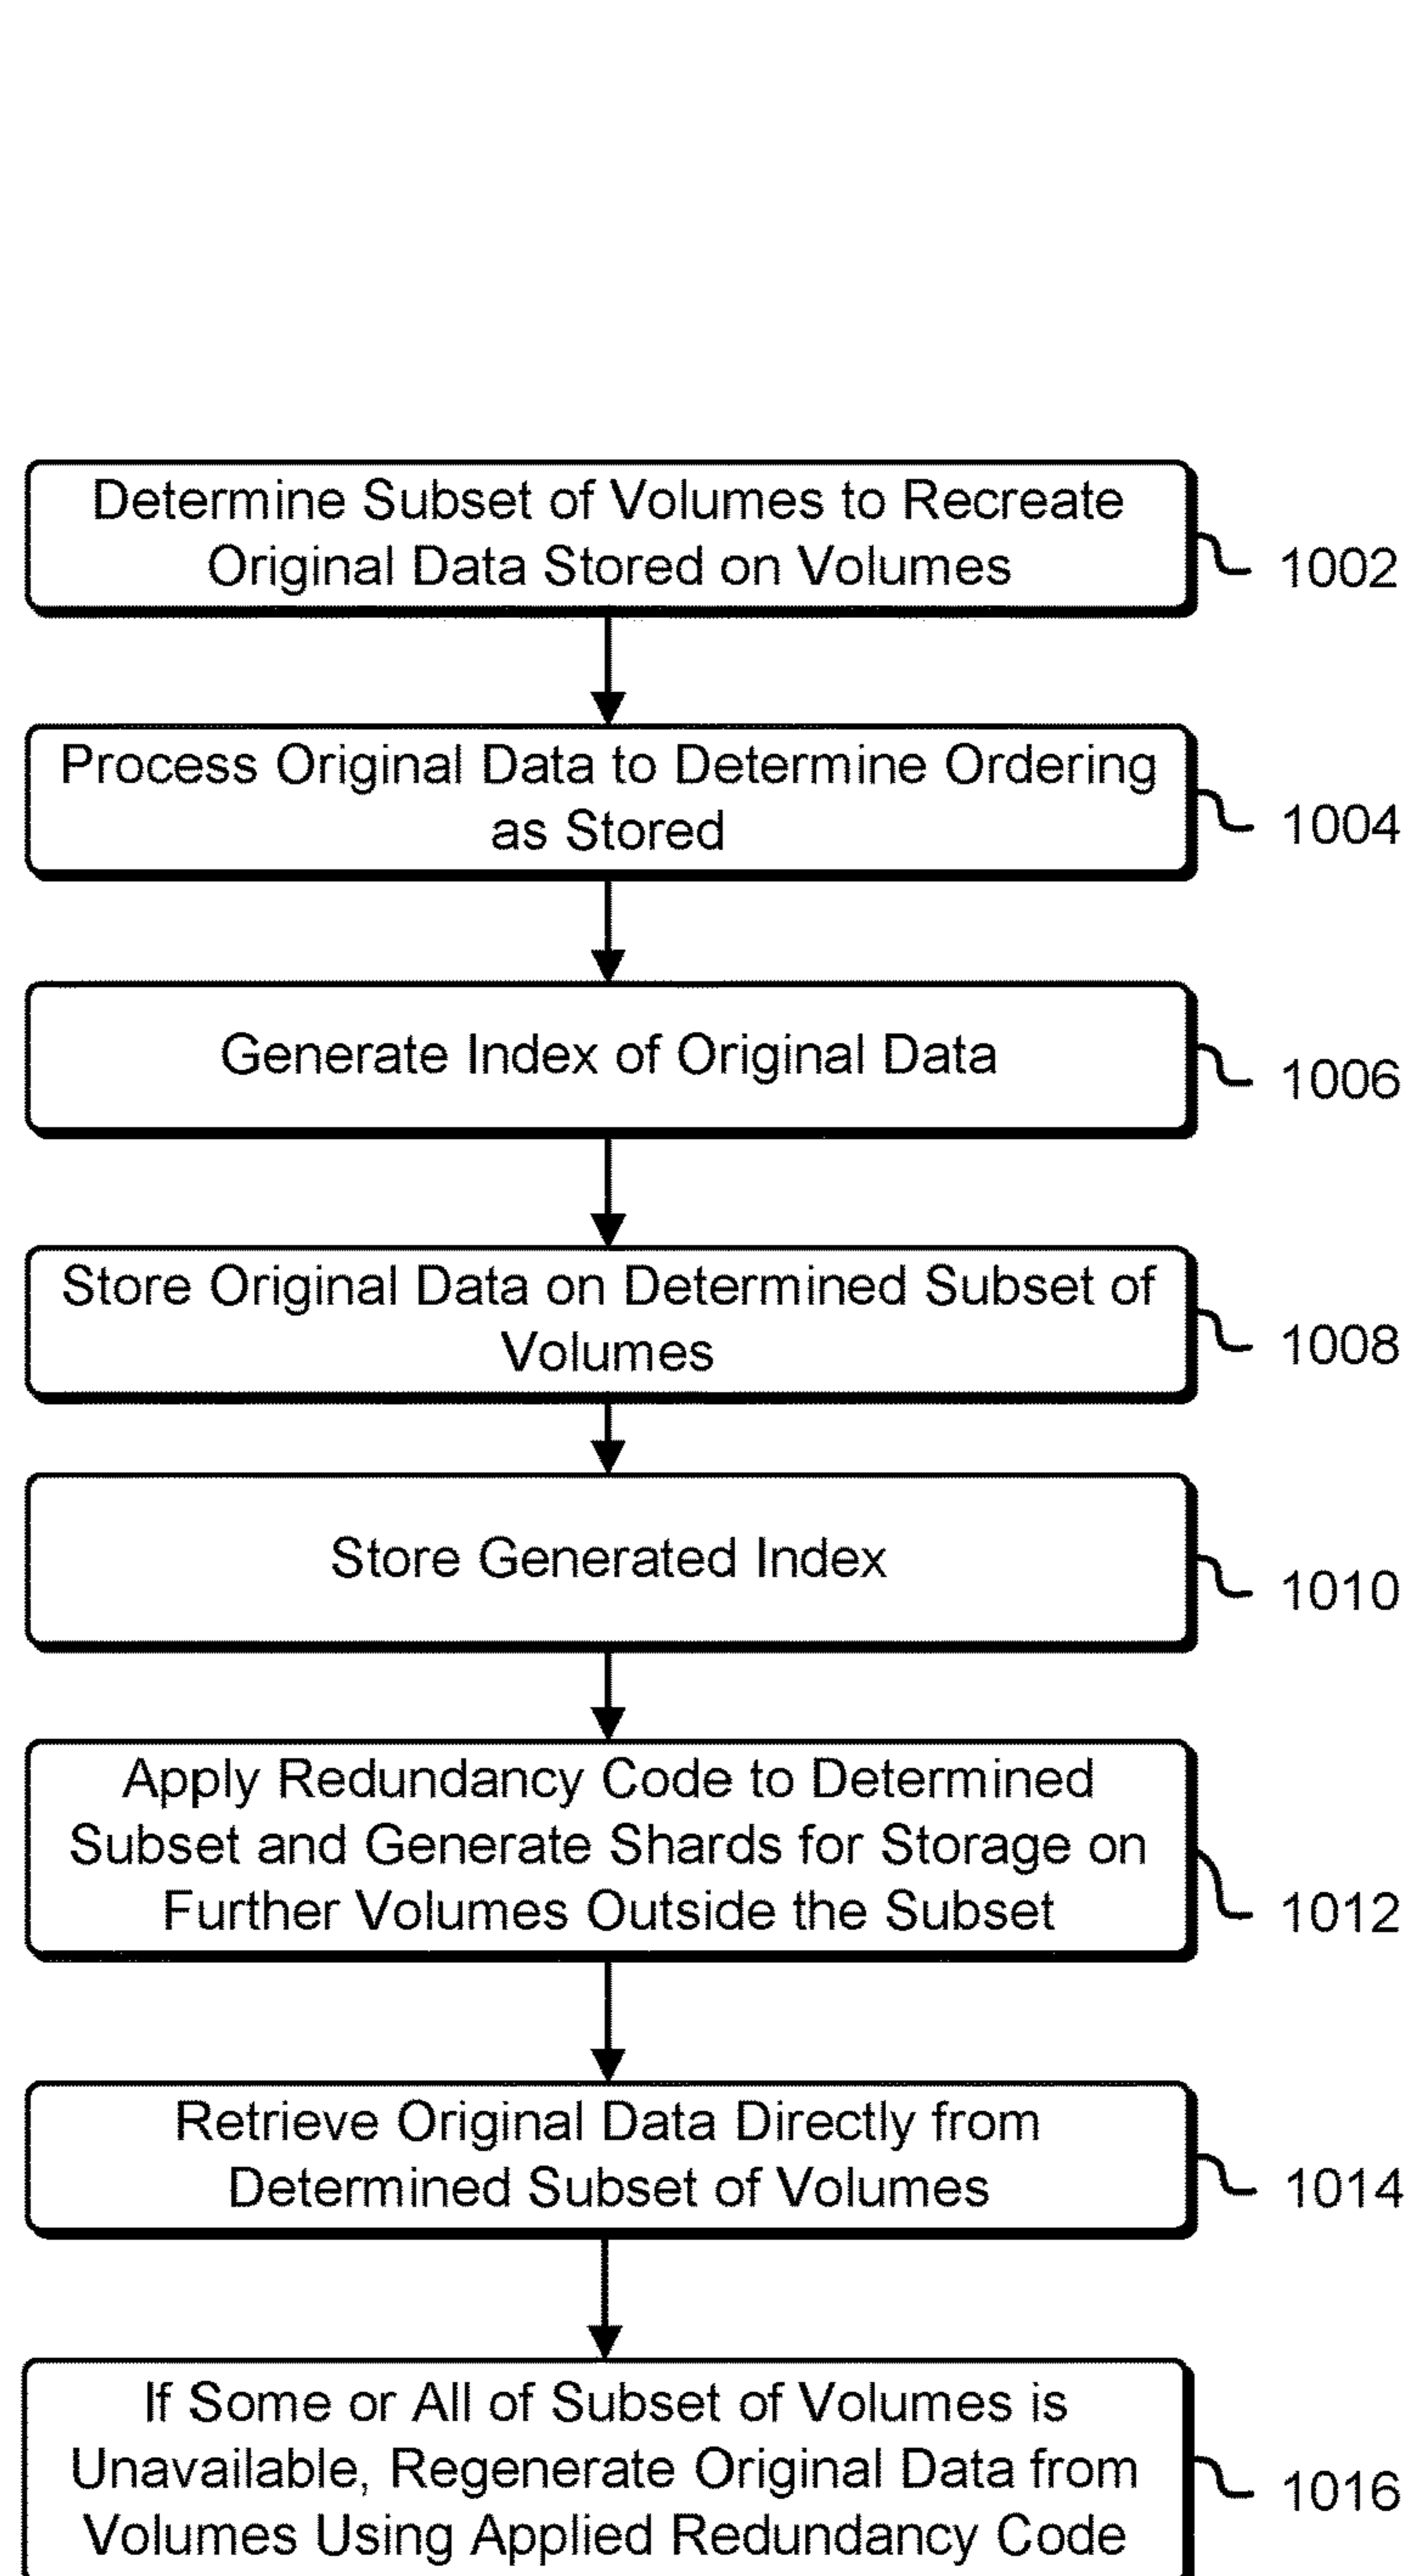 Determine Subset of Volumes to Recreate
Original Data Stored on Volumes
1002
Process Original Data to Determine Ordering
as Stored
1004
Generate Index of Original Data
1006
Store Original Data on Determined Subset of
Volumes
1008
Store Generated Index
1010
Apply Redundancy Code to Determined
Subset and Generate Shards for Storage on
Further Volumes Outside the Subset
1012
Retrieve Original Data Directly from
Determined Subset of Volumes
1014
If Some or All of Subset of Volumes is
Unavailable, Regenerate Original Data from
Volumes Using Applied Redundancy Code
1016